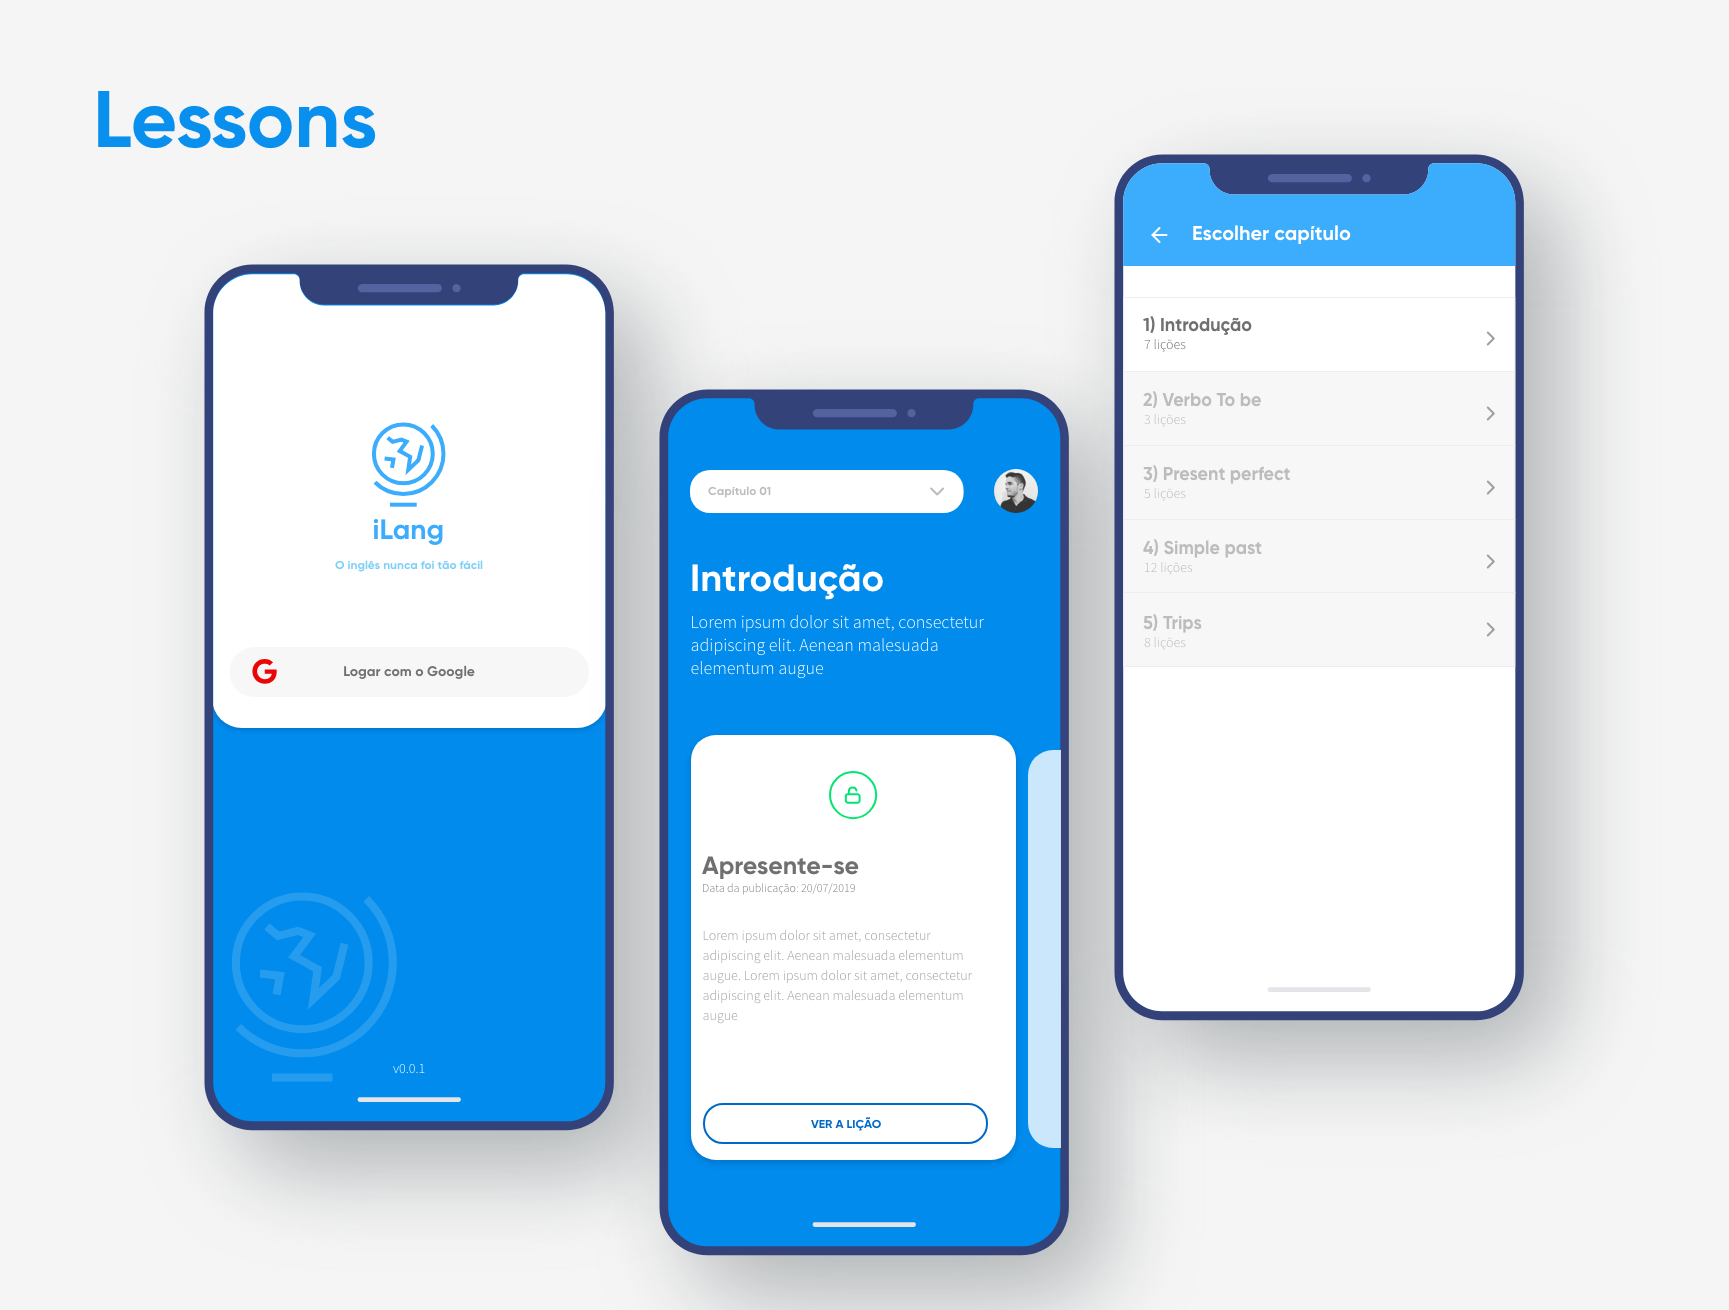 Lessons
iLang
O inglês nunca foi tão fácil
Logar com o Google
v0.0.1
Capítulo 01
Introdução
Lorem ipsum dolor sit amet, consectetur
adipiscing elit. Aenean malesuada
elementum augue
Apresente-se
Data da publicação: 20/07/2019
Lorem ipsum dolor sit amet, consectetur
adipiscing elit. Aenean malesuada elementum
augue. Lorem ipsum dolor sit amet, consectetur
adipiscing elit. Aenean malesuada elementum
augue
VER A LIÇÃO
Escolher capítulo
1) Introdução
7 lições
2) Verbo To be
3 lições
3) Present perfect
5 lições
4) Simple past
12 lições
5) Trips
8 lições